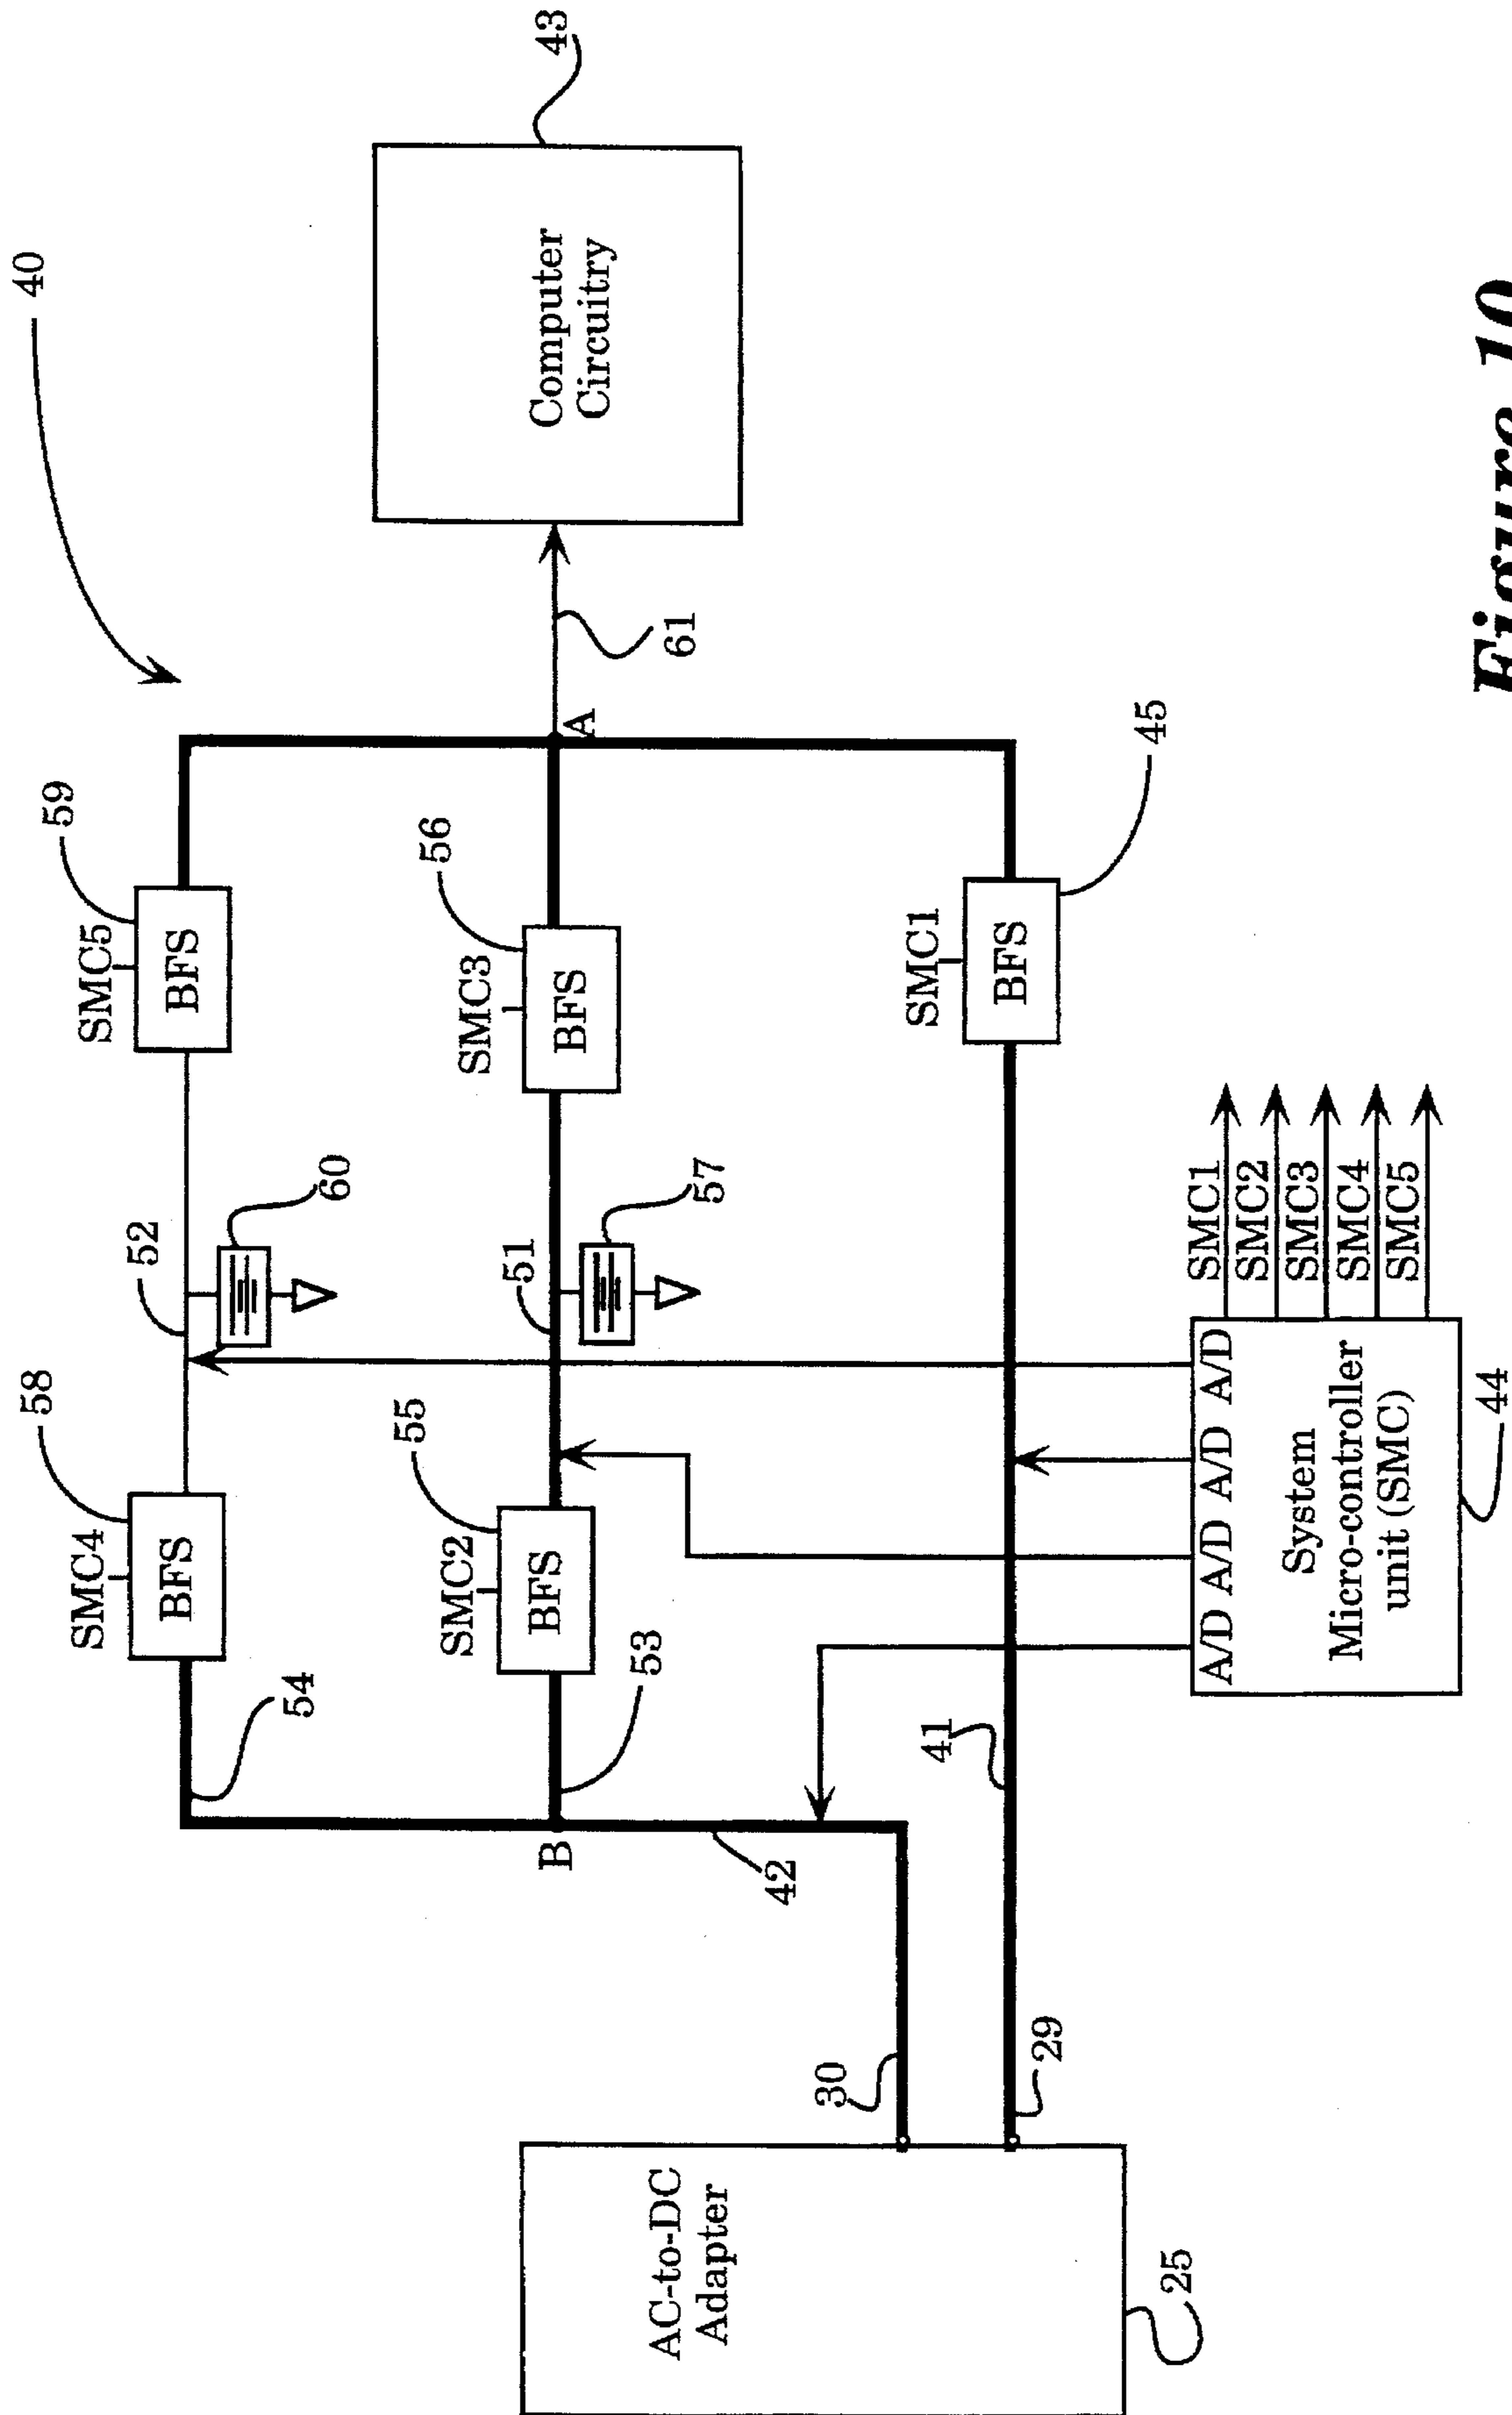 40
59
SMC5
BFS
58
SMC4
BFS
54
52
60
56
SMC3
BFS
55
SMC2
BFS
53
51
57
A
61
Computer
Circuitry
43
B
42
45
SMC1
BFS
41
30
29
AC-to-DC
Adapter
25
A/D A/D A/D A/D
System
Micro-controller
unit (SMC)
44
SMC1
SMC2
SMC3
SMC4
SMC5
Figure 10